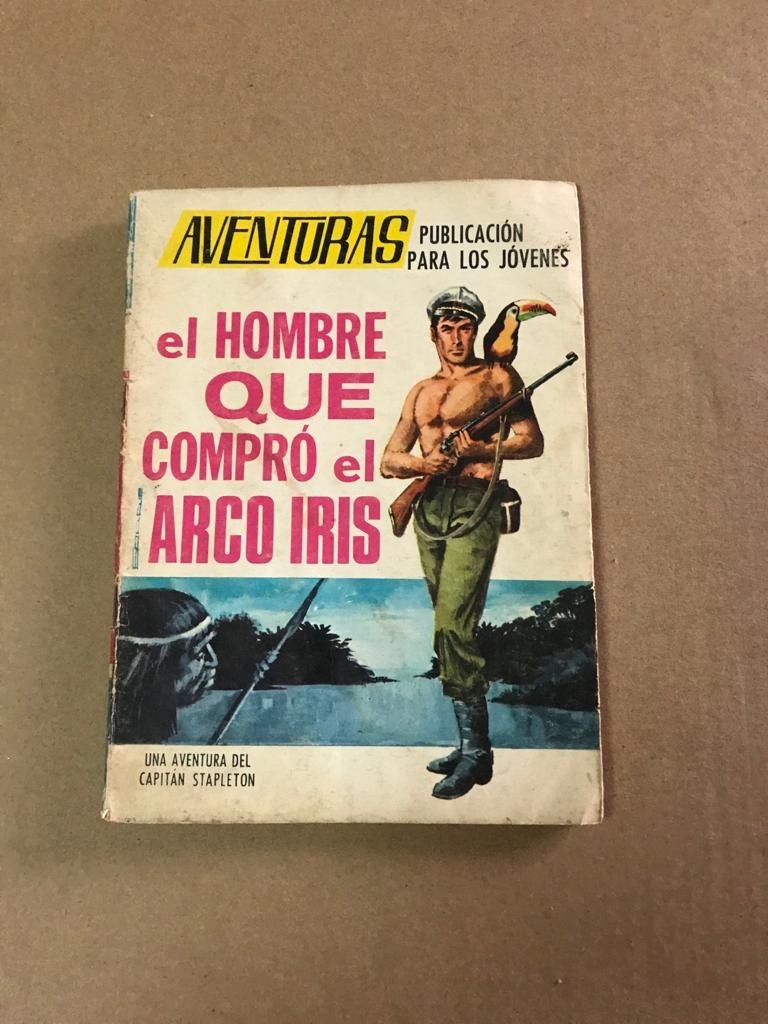 AVENTURAS
PUBLICACIÓN
PARA LOS JÓVENES
el HOMBRE
QUE
COMPRÓ el
ARCO IRIS
UNA AVENTURA DEL
CAPITÁN STAPLETON